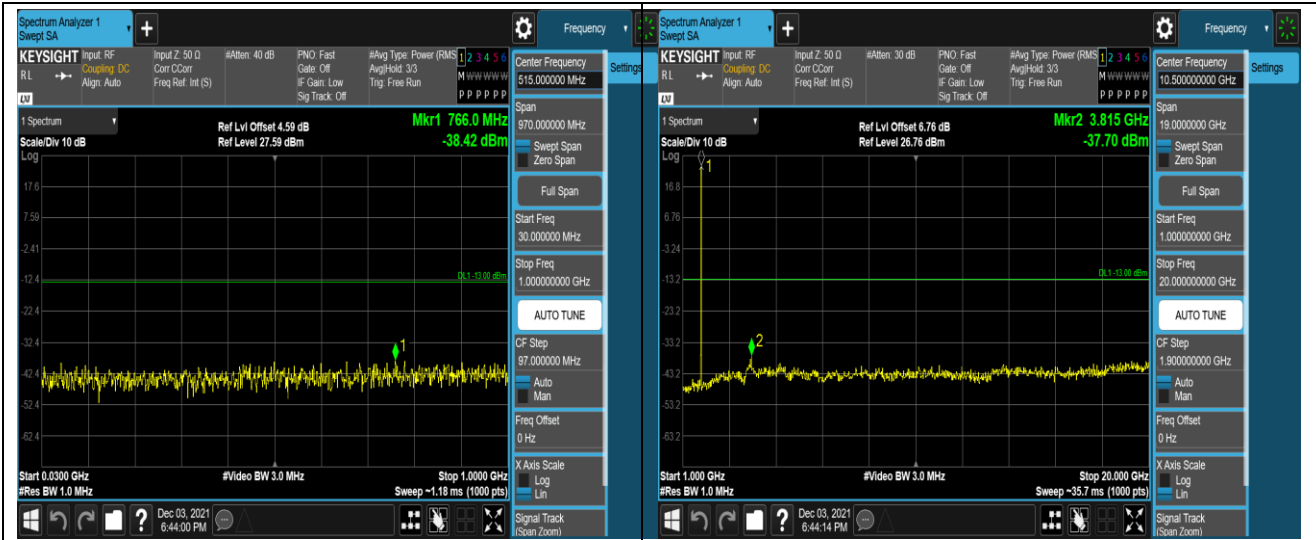 Spectrum Analyzer 1
Swept SA
+
Frequency
KEYSIGHT
RL
LXI
Input: RF
Coupling: DC
Align: Auto
Input Z: 50 Ω
Corr CCorr
Freq Ref: Int (S)
#Atten: 40 dB
PNO: Fast
Gate: Off
IF Gain: Low
Sig Track: Off
#Avg Type: Power (RMS
Avg|Hold: 3/3
Trig: Free Run
1 2 3 4 5 6
M W W W W W
P P P P P P
1 Spectrum
Scale/Div 10 dB
Log
Ref Lvl Offset 4.59 dB
Ref Level 27.59 dBm
Mkr1 766.0 MHz
-38.42 dBm
17.6
7.59
-2.41
-12.4
-22.4
-32.4
-42.4
-52.4
-62.4
DL1 -13.00 dBm
1
Start 0.0300 GHz
#Res BW 1.0 MHz
#Video BW 3.0 MHz
Stop 1.0000 GHz
Sweep ~1.18 ms (1000 pts)
Dec 03, 2021
6:44:00 PM
Center Frequency
515.000000 MHz
Settings
Span
970.000000 MHz
Swept Span
Zero Span
Full Span
Start Freq
30.000000 MHz
Stop Freq
1.000000000 GHz
AUTO TUNE
CF Step
97.000000 MHz
Auto
Man
Freq Offset
0 Hz
X Axis Scale
Log
Lin
Signal Track
(Span Zoom)
Spectrum Analyzer 1
Swept SA
+
Frequency
KEYSIGHT
RL
LXI
Input: RF
Coupling: DC
Align: Auto
Input Z: 50 Ω
Corr CCorr
Freq Ref: Int (S)
#Atten: 30 dB
PNO: Fast
Gate: Off
IF Gain: Low
Sig Track: Off
#Avg Type: Power (RMS
Avg|Hold: 3/3
Trig: Free Run
1 2 3 4 5 6
M W W W W W
P P P P P P
1 Spectrum
Scale/Div 10 dB
Log
Ref Lvl Offset 6.76 dB
Ref Level 26.76 dBm
Mkr2 3.815 GHz
-37.70 dBm
16.8
6.76
-3.24
-13.2
-23.2
-33.2
-43.2
-53.2
-63.2
DL1 -13.00 dBm
1
2
Start 1.000 GHz
#Res BW 1.0 MHz
#Video BW 3.0 MHz
Stop 20.000 GHz
Sweep ~35.7 ms (1000 pts)
Dec 03, 2021
6:44:14 PM
Center Frequency
10.500000000 GHz
Settings
Span
19.0000000 GHz
Swept Span
Zero Span
Full Span
Start Freq
1.000000000 GHz
Stop Freq
20.000000000 GHz
AUTO TUNE
CF Step
1.900000000 GHz
Auto
Man
Freq Offset
0 Hz
X Axis Scale
Log
Lin
Signal Track
(Span Zoom)